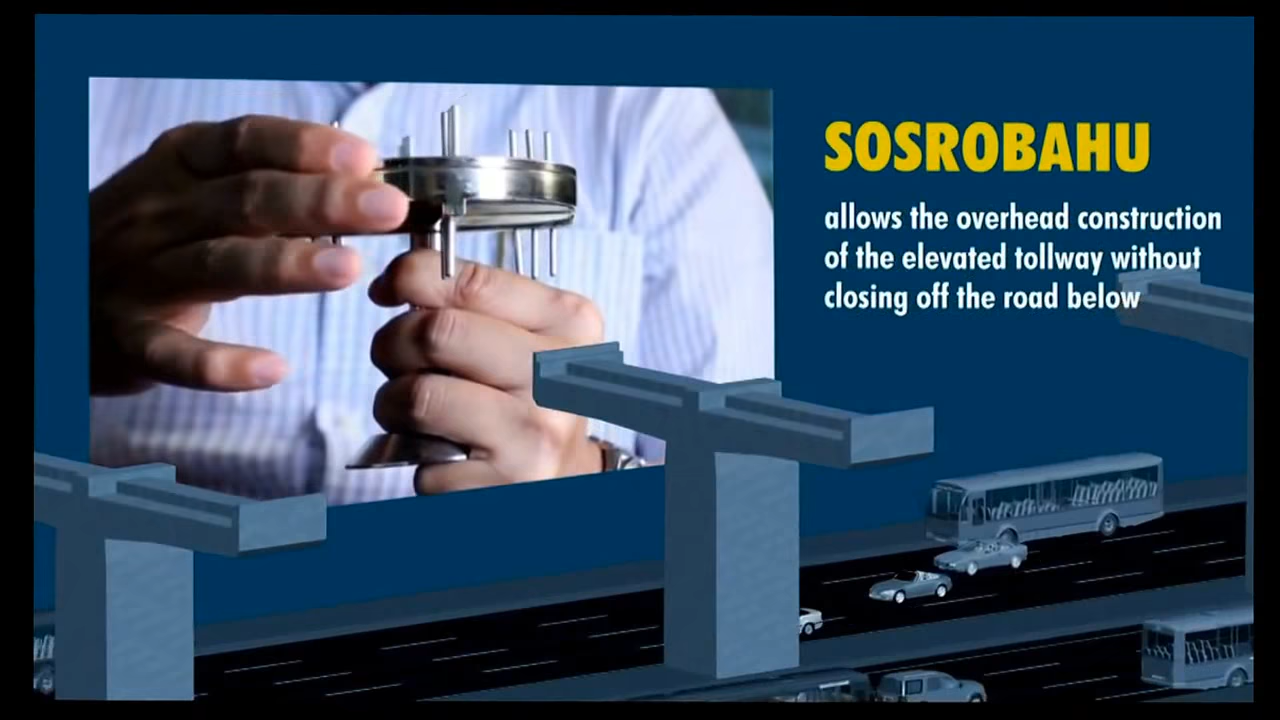 SOSROBAHU
allows the overhead construction
of the elevated tollway without
closing off the road below